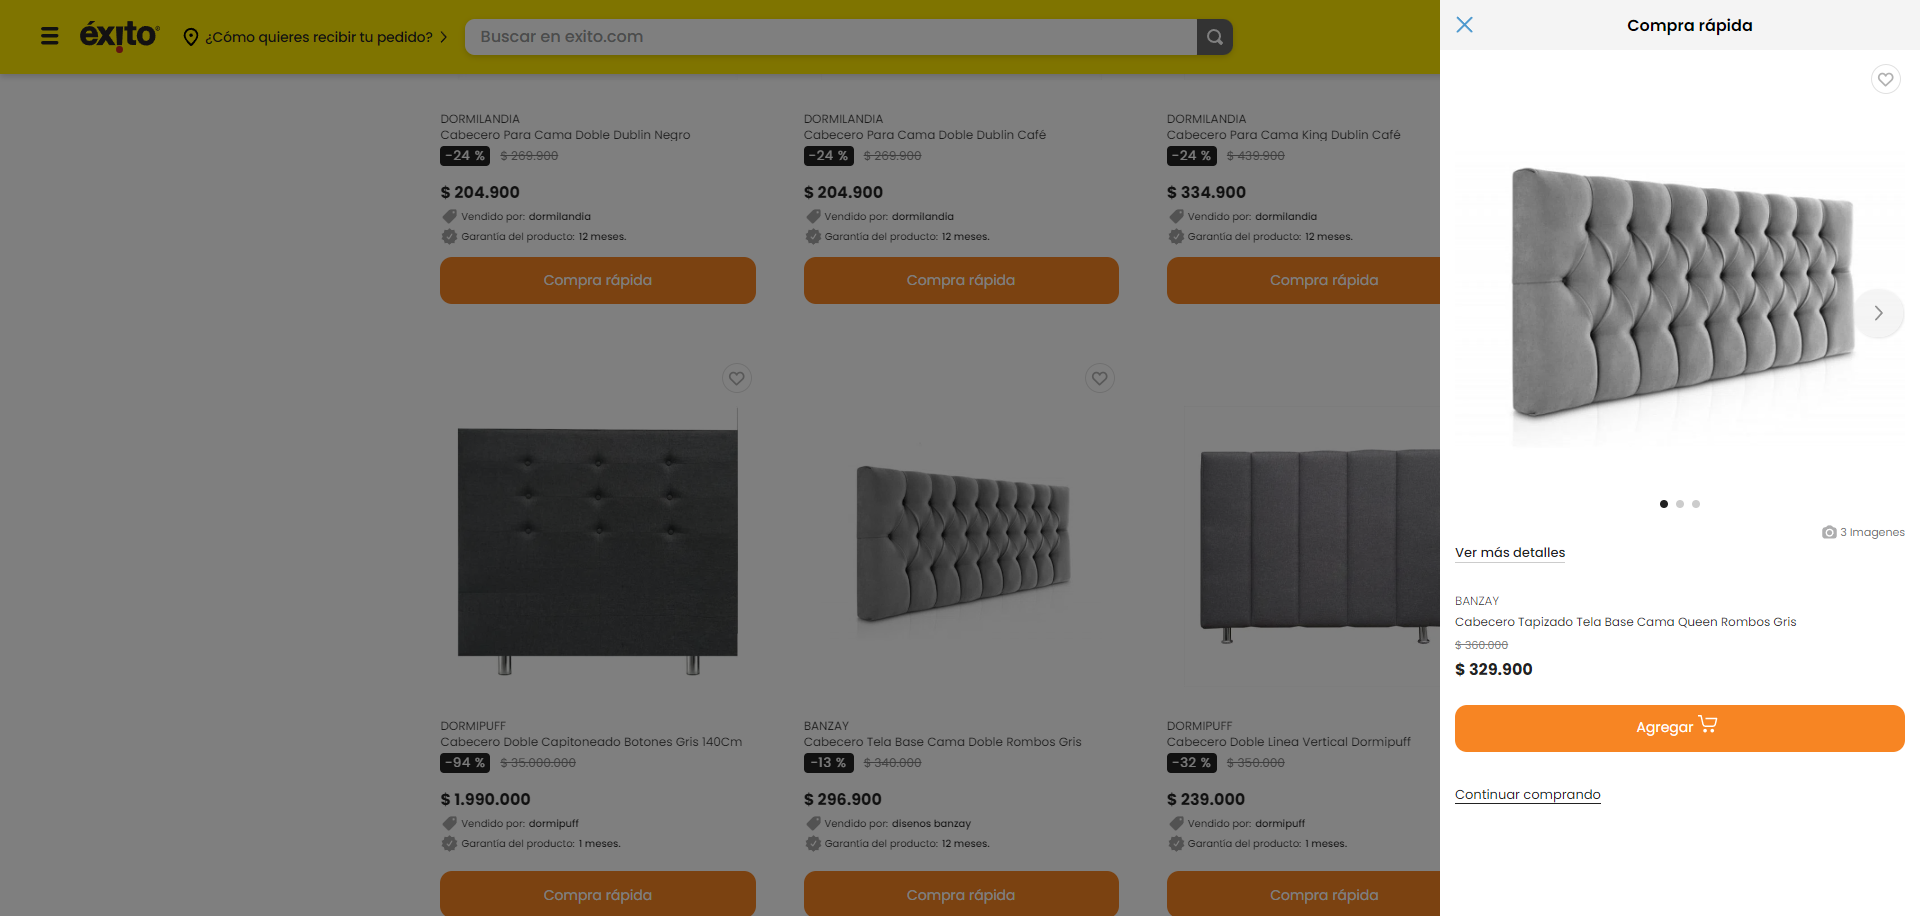 éxito
¿Cómo quieres recibir tu pedido?
Buscar en exito.com
DORMILANDIA
Cabecero Para Cama Doble Dublin Negro
-24 % $ 269.900
$ 204.900
Vendido por: dormilandia
Garantía del producto: 12 meses.
Compra rápida
DORMILANDIA
Cabecero Para Cama Doble Dublin Café
-24 % $ 269.900
$ 204.900
Vendido por: dormilandia
Garantía del producto: 12 meses.
Compra rápida
DORMILANDIA
Cabecero Para Cama King Dublin Café
-24 % $ 439.900
$ 334.900
Vendido por: dormilandia
Garantía del producto: 12 meses.
Compra rápida
DORMIPUFF
Cabecero Doble Capitoneado Botones Gris 140Cm
-94 % $ 35.000.000
$ 1.990.000
Vendido por: dormipuff
Garantía del producto: 1 meses.
Compra rápida
BANZAY
Cabecero Tela Base Cama Doble Rombos Gris
-13 % $ 340.000
$ 296.900
Vendido por: disenos banzay
Garantía del producto: 12 meses.
Compra rápida
DORMIPUFF
Cabecero Doble Linea Vertical Dormipuff
-32 % $ 350.000
$ 239.000
Vendido por: dormipuff
Garantía del producto: 1 meses.
Compra rápida
Compra rápida
3 Imagenes
Ver más detalles
BANZAY
Cabecero Tapizado Tela Base Cama Queen Rombos Gris
$ 360.000
$ 329.900
Agregar
Continuar comprando